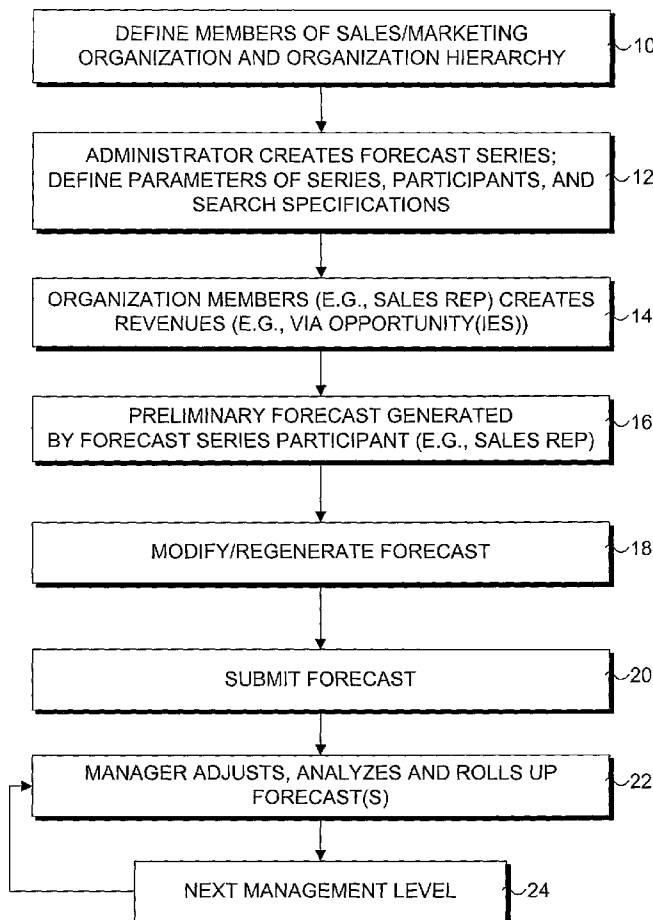 DEFINE MEMBERS OF SALES/MARKETING
ORGANIZATION AND ORGANIZATION HIERARCHY
10
ADMINISTRATOR CREATES FORECAST SERIES;
DEFINE PARAMETERS OF SERIES, PARTICIPANTS, AND
SEARCH SPECIFICATIONS
12
ORGANIZATION MEMBERS (E.G., SALES REP) CREATES
REVENUES (E.G., VIA OPPORTUNITY(IES))
14
PRELIMINARY FORECAST GENERATED
BY FORECAST SERIES PARTICIPANT (E.G., SALES REP)
16
MODIFY/REGENERATE FORECAST
18
SUBMIT FORECAST
20
MANAGER ADJUSTS, ANALYZES AND ROLLS UP
FORECAST(S)
22
NEXT MANAGEMENT LEVEL
24